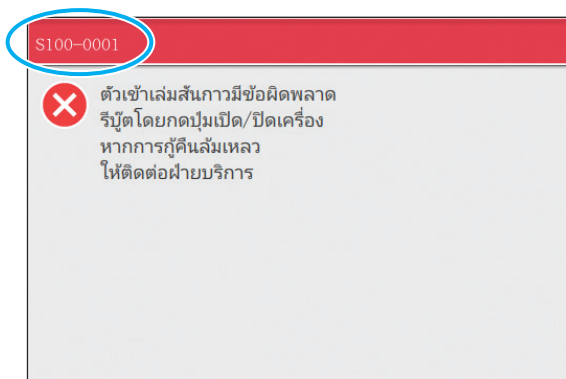 S100-0001
ตัวเข้าเล่มสันกาวมีข้อผิดพลาด
รีบู๊ตโดยกดปุ่มเปิด/ปิดเครื่อง
หากการกู้คืนล้มเหลว
ให้ติดต่อฝ่ายบริการ